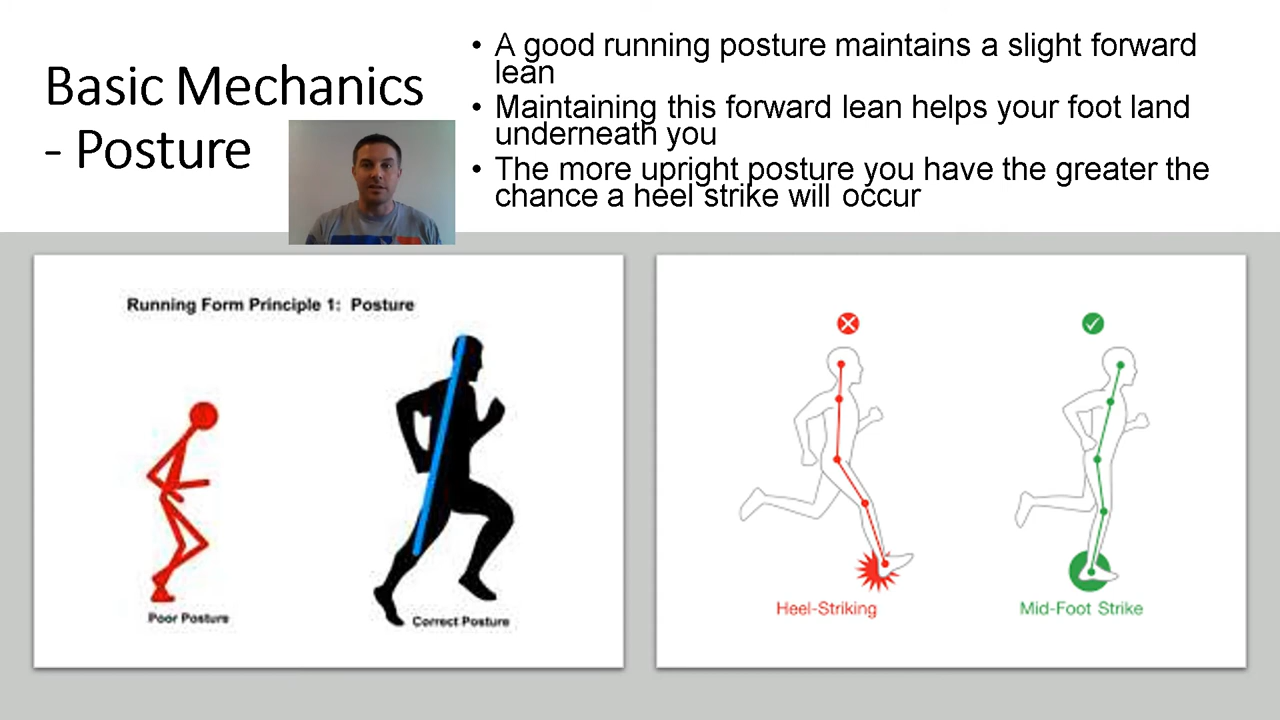 Basic Mechanics
- Posture
• A good running posture maintains a slight forward
lean
• Maintaining this forward lean helps your foot land
underneath you
• The more upright posture you have the greater the
chance a heel strike will occur
Running Form Principle 1: Posture
Poor Posture
Correct Posture
Heel-Striking
Mid-Foot Strike